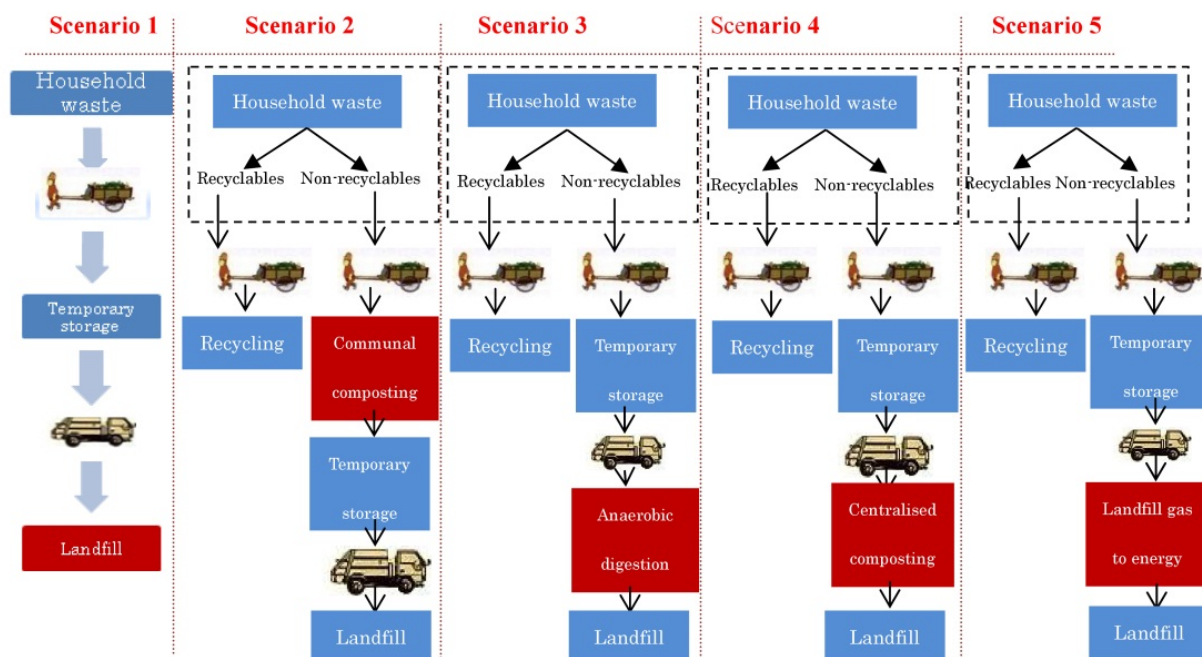 Scenario 1
Household
waste
Temporary
storage
Landfill
Scenario 2
Household waste
Recyclables
Non-recyclables
Recycling
Communal
composting
Temporary
storage
Landfill
Scenario 3
Household waste
Recyclables
Non-recyclables
Recycling
Temporary
storage
Anaerobic
digestion
Landfill
Scenario 4
Household waste
Recyclables
Non-recyclables
Recycling
Temporary
storage
Centralised
composting
Landfill
Scenario 5
Household waste
Recyclables
Non-recyclables
Recycling
Temporary
storage
Landfill gas
to energy
Landfill